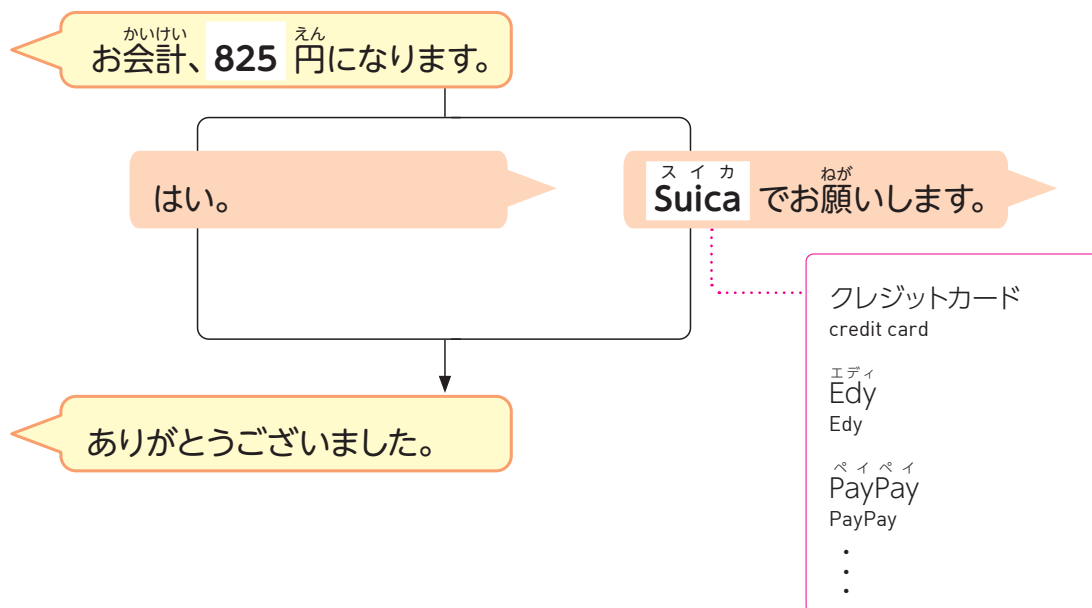 かいけい えん
お会計、 825 円になります。
はい。
スイカ ねが
Suica でお願いします。
クレジットカード
credit card
エディ
Edy
Edy
ペイペイ
PayPay
PayPay
・
・
・
ありがとうございました。